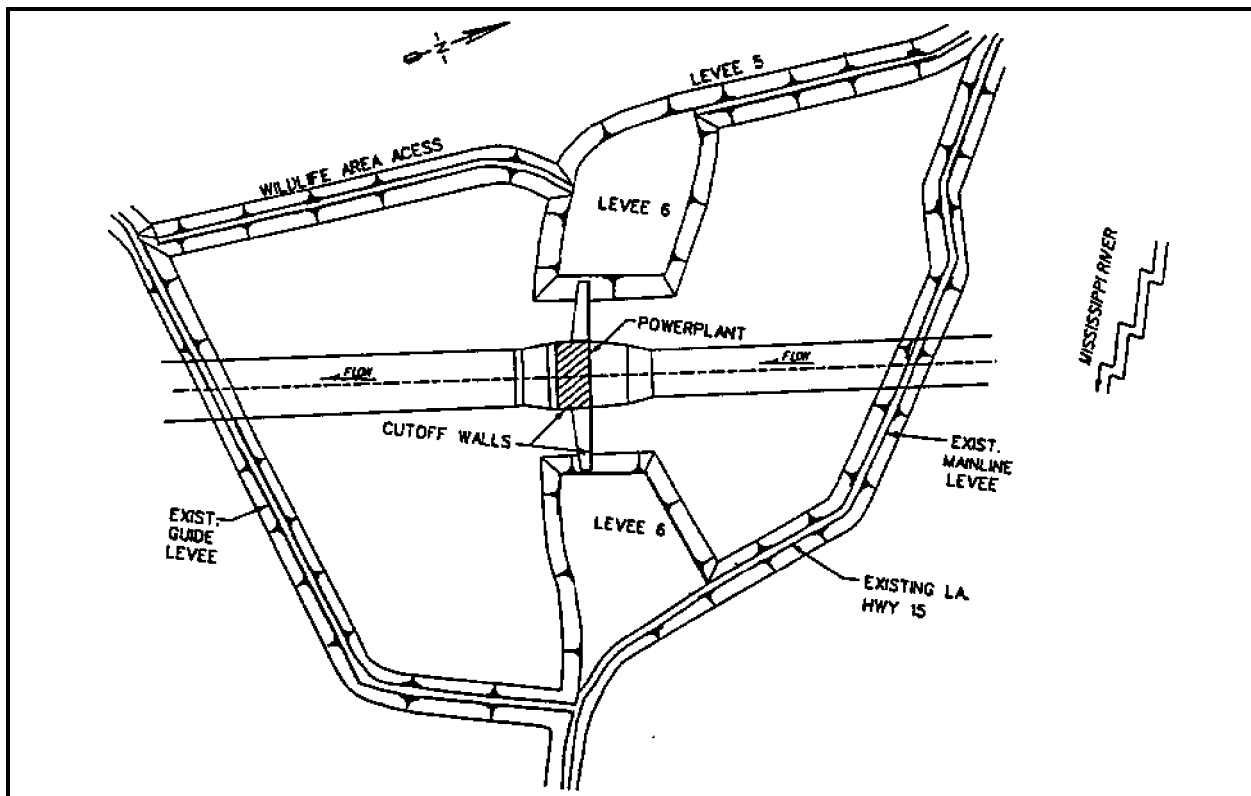 N
LEVEE 5
WILDLIFE AREA ACESS
LEVEE 6
MISSISSIPPI RIVER
POWERPLANT
FLOW
FLOW
CUTOFF WALLS
EXIST.
MAINLINE
LEVEE
EXIST.
GUIDE
LEVEE
LEVEE 6
EXISTING LA.
HWY 15